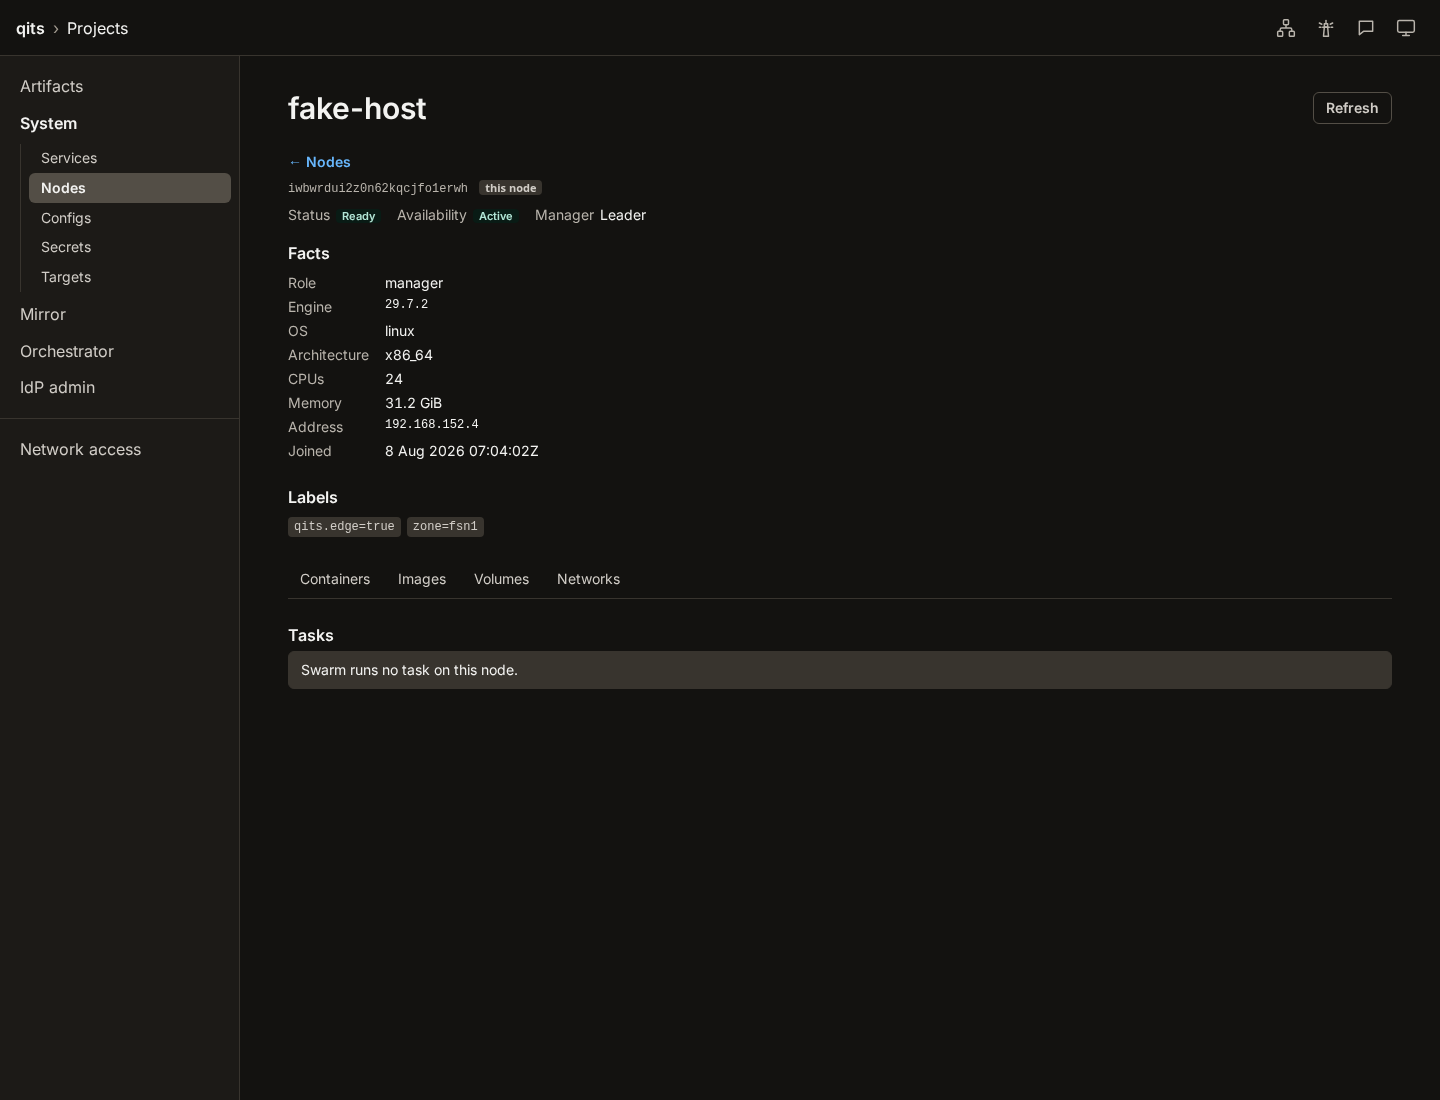 qits › Projects
Artifacts
System
Services
Nodes
Configs
Secrets
Targets
Mirror
Orchestrator
IdP admin
Network access
fake-host
Refresh
← Nodes
iwbwrdui2z0n62kqcjfo1erwh this node
Status Ready Availability Active Manager Leader
Facts
Role manager
Engine 29.7.2
OS linux
Architecture x86_64
CPUs 24
Memory 31.2 GiB
Address 192.168.152.4
Joined 8 Aug 2026 07:04:02Z
Labels
qits.edge=true zone=fsn1
Containers Images Volumes Networks
Tasks
Swarm runs no task on this node.